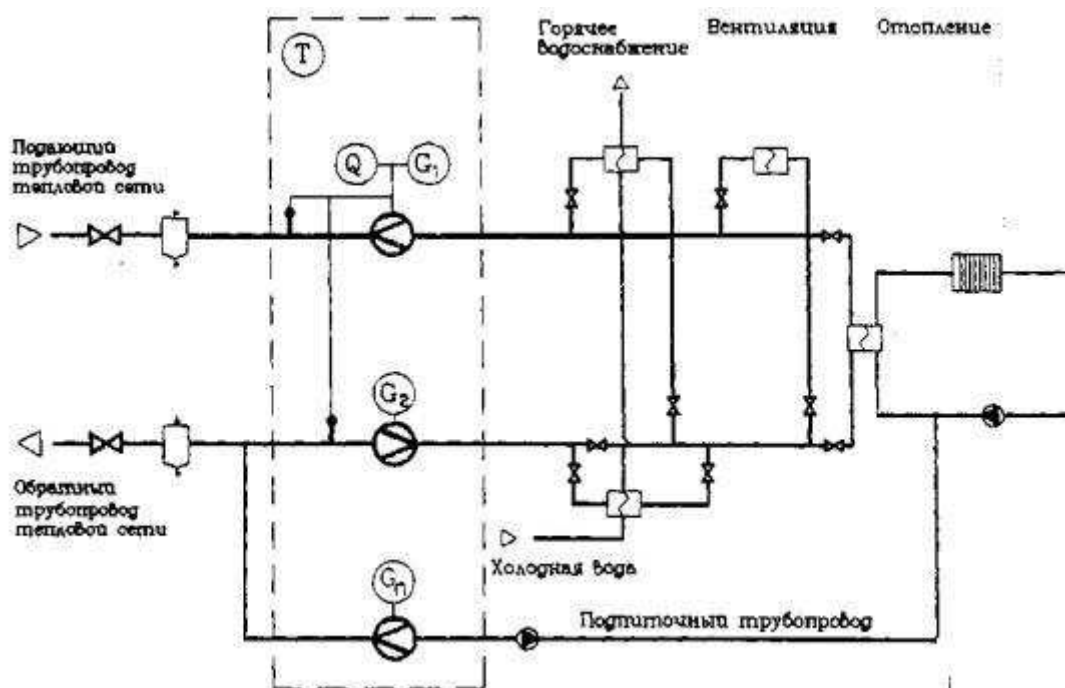 Горячее
водоснабжение
Вентиляция
Отопление
T
Подающий
трубопровод
тепловой сети
Q
G1
G2
Обратный
трубопровод
тепловой сети
Холодная вода
Gп
Подпиточный трубопровод